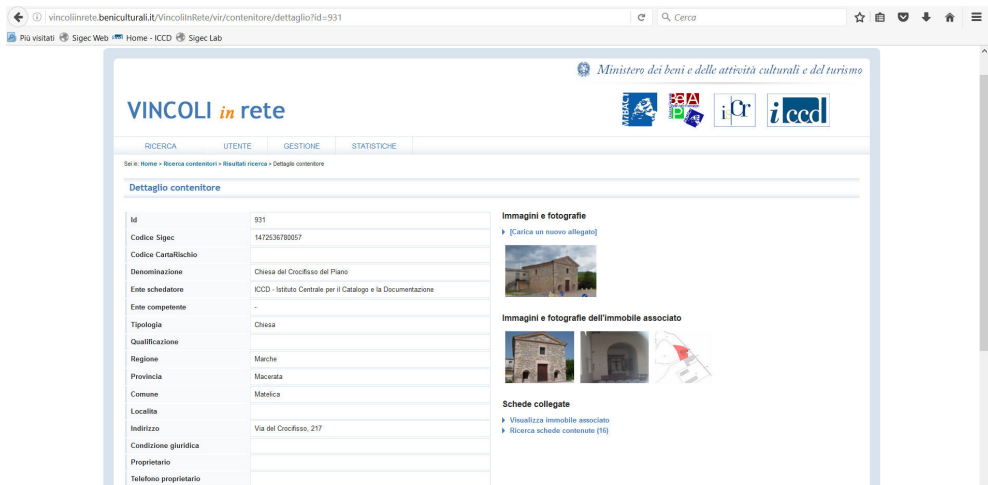 vincoliinrete.beniculturali.it/VincoliInRete/vir/contenitore/dettaglio?id=931
Cerca
Più visitati Sigec Web Home - ICCD Sigec Lab
Ministero dei beni e delle attività culturali e del turismo
VINCOLI in rete
MiBACT
BeAP
isCr
iccd
RICERCA UTENTE GESTIONE STATISTICHE
Sei in: Home » Ricerca contenitori » Risultati ricerca » Dettaglio contenitore
Dettaglio contenitore
Id 931
Codice Sigec 1472536780057
Codice CartaRischio
Denominazione Chiesa del Crocifisso del Piano
Ente schedatore ICCD - Istituto Centrale per il Catalogo e la Documentazione
Ente competente -
Tipologia Chiesa
Qualificazione
Regione Marche
Provincia Macerata
Comune Matelica
Localita
Indirizzo Via del Crocifisso, 217
Condizione giuridica
Proprietario
Telefono proprietario
Immagini e fotografie
[Carica un nuovo allegato]
Immagini e fotografie dell'immobile associato
Schede collegate
Visualizza immobile associato
Ricerca schede contenute (16)